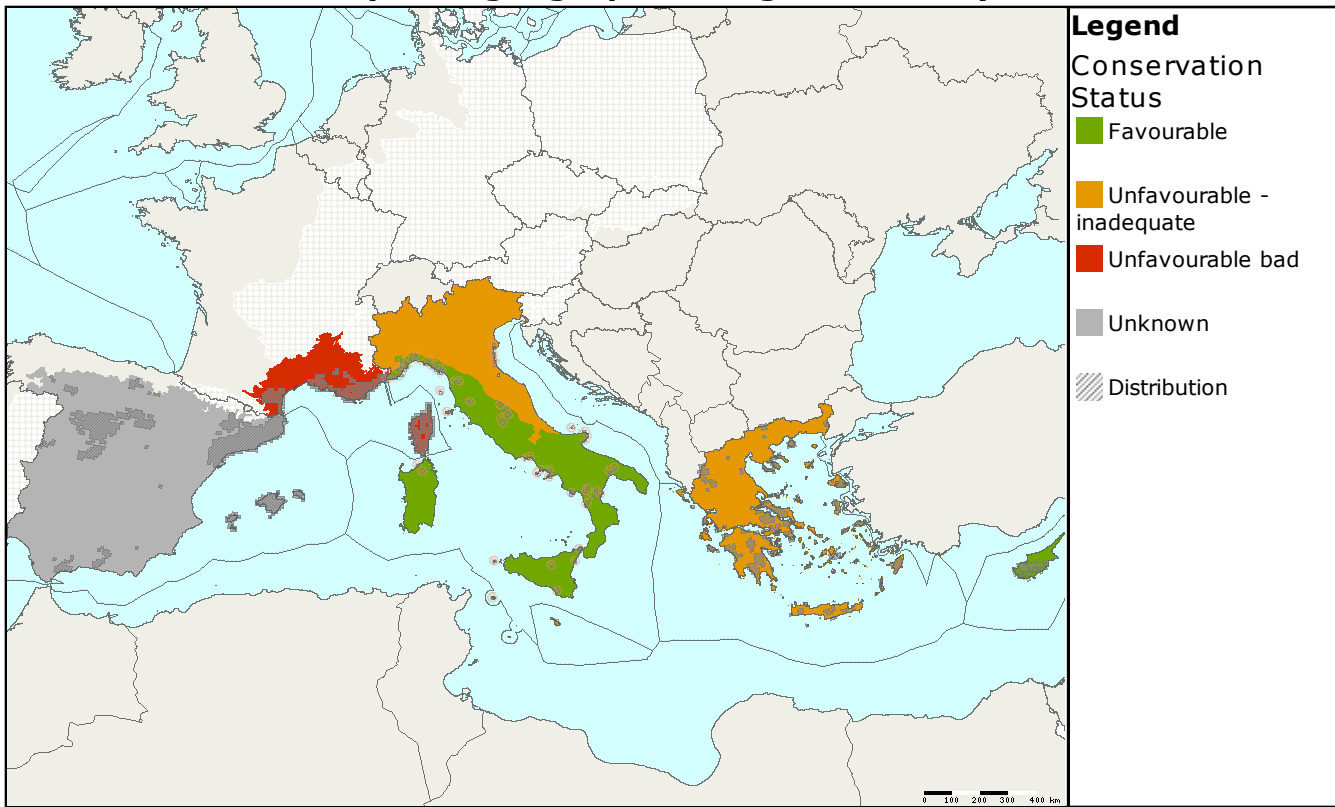 Legend
Conservation
Status
Favourable
Unfavourable -
inadequate
Unfavourable bad
Unknown
Distribution
0 100 200 300 400 km